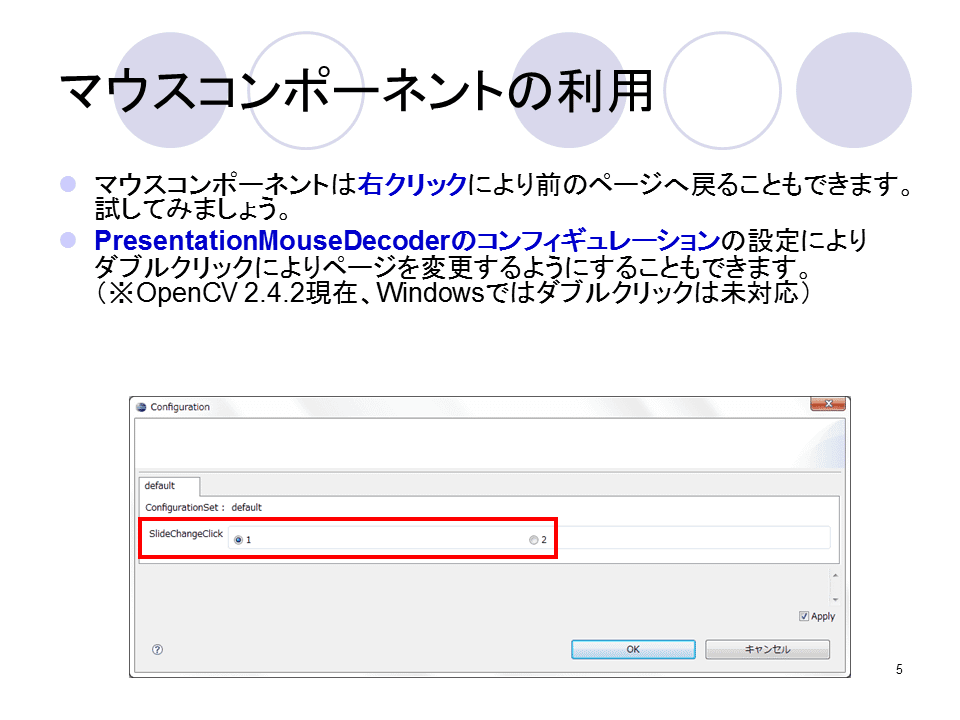 マウスコンポーネントの利用
マウスコンポーネントは右クリックにより前のページへ戻ることもできます。
試してみましょう。
PresentationMouseDecoderのコンフィギュレーションの設定により
ダブルクリックによりページを変更するようにすることもできます。
（※OpenCV 2.4.2現在、Windowsではダブルクリックは未対応）
Configuration
default
ConfigurationSet : default
SlideChangeClick 1 2
Apply
OK キャンセル
5